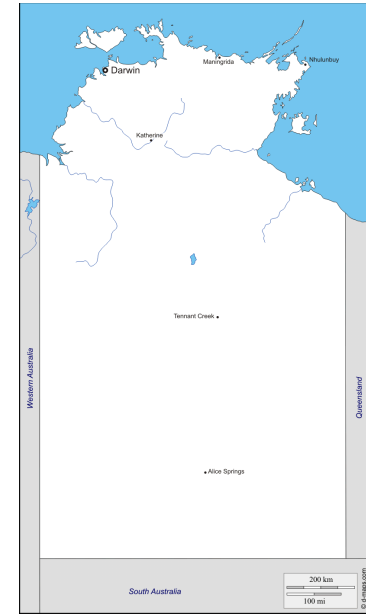 Maningrida
Nhulunbuy
Darwin
Katherine
Tennant Creek
Western Australia
Queensland
Alice Springs
South Australia
200 km
100 mi
© d-maps.com